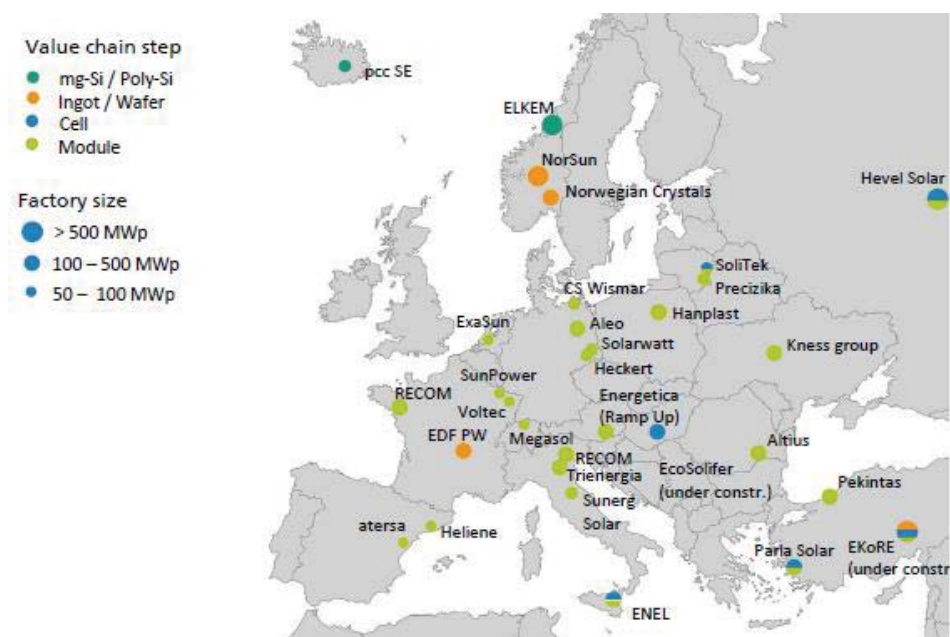 Value chain step
mg-Si / Poly-Si
Ingot / Wafer
Cell
Module
Factory size
> 500 MWp
100 – 500 MWp
50 – 100 MWp
pcc SE
ELKEM
NorSun
Norwegian Crystals
Hevel Solar
SoliTek
Precizika
CS Wismar
Hanplast
ExaSun
Aleo
Solarwatt
Heckert
Kness group
SunPower
RECOM
Voltec
Energetica
(Ramp Up)
EDF PW
Megasol
RECOM
Trienergia
EcoSolifer
(under constr.)
Altius
Sunerg
Solar
Pekintas
atersa
Heliene
Parla Solar
EKoRE
(under constr
ENEL